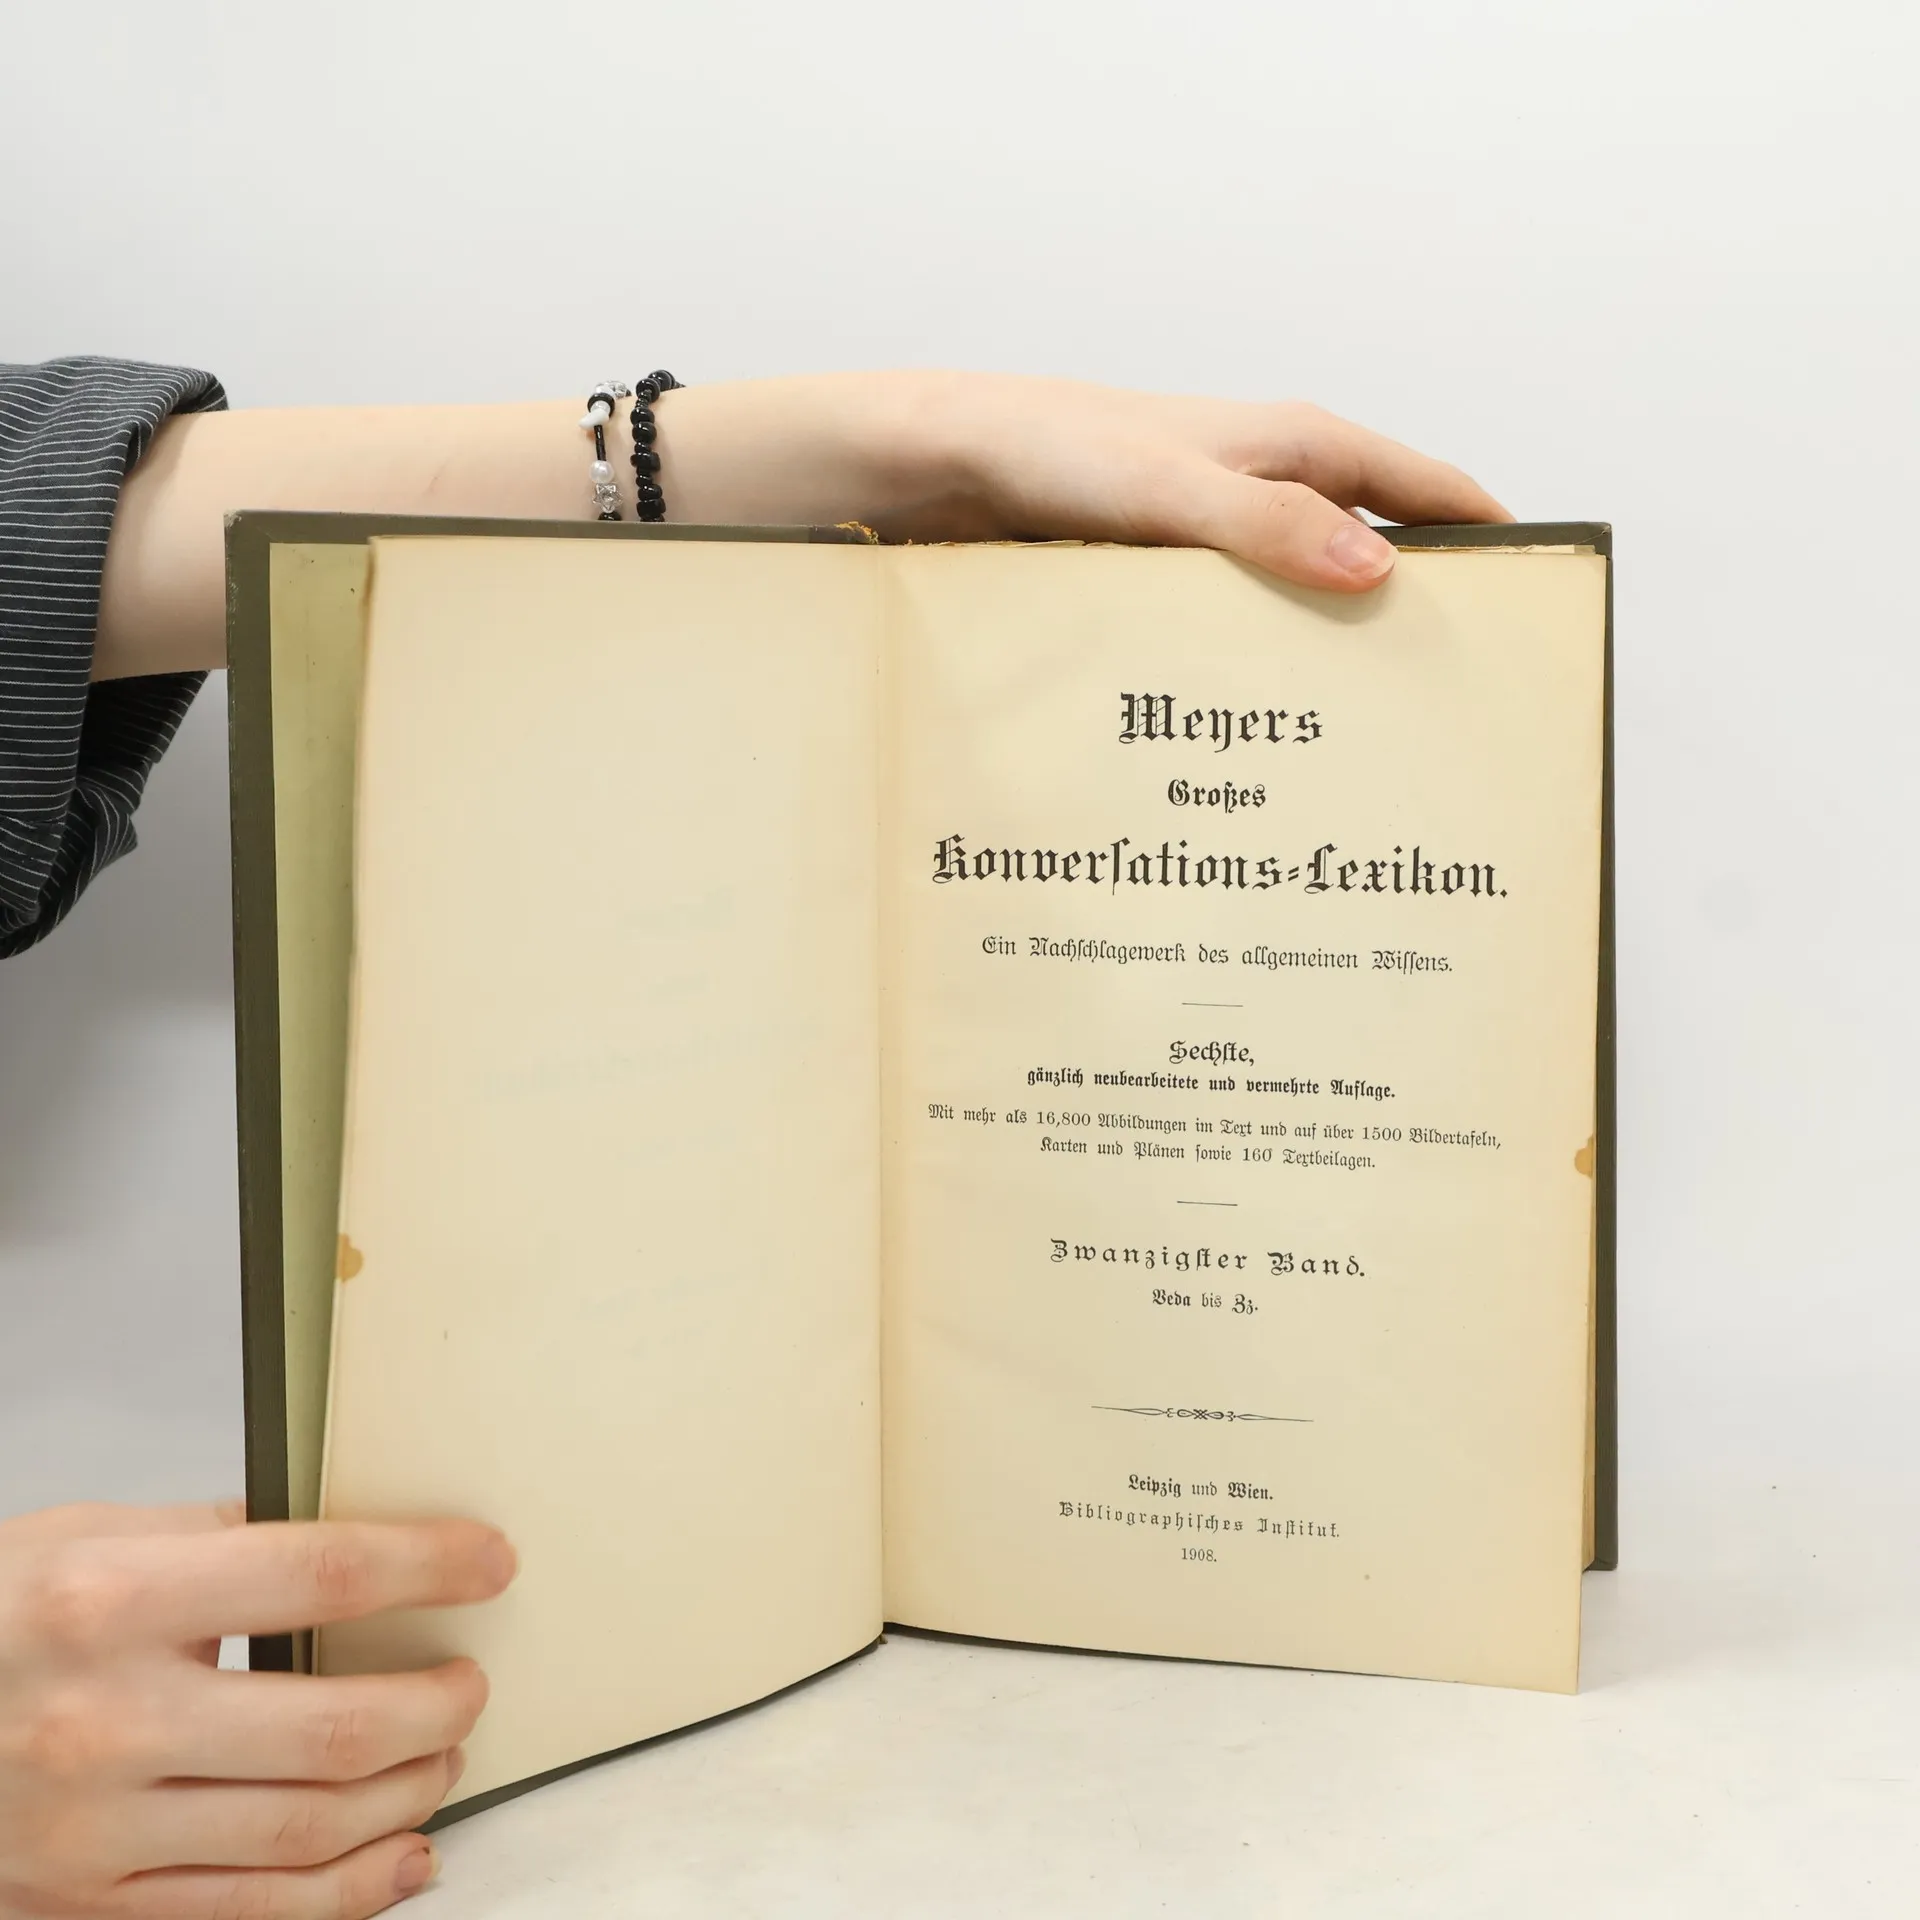 Meyers
Großes
Konverſations-Lexikon.
Ein Nachſchlagewerk des allgemeinen Wiſſens.
Sechſte,
gänzlich neubearbeitete und vermehrte Auflage.
Mit mehr als 16,800 Abbildungen im Text und auf über 1500 Bildertafeln,
Karten und Plänen ſowie 160 Textbeilagen.
Zwanzigſter Band.
Veda bis Zz.
Leipzig und Wien.
Bibliographiſches Inſtitut.
1908.